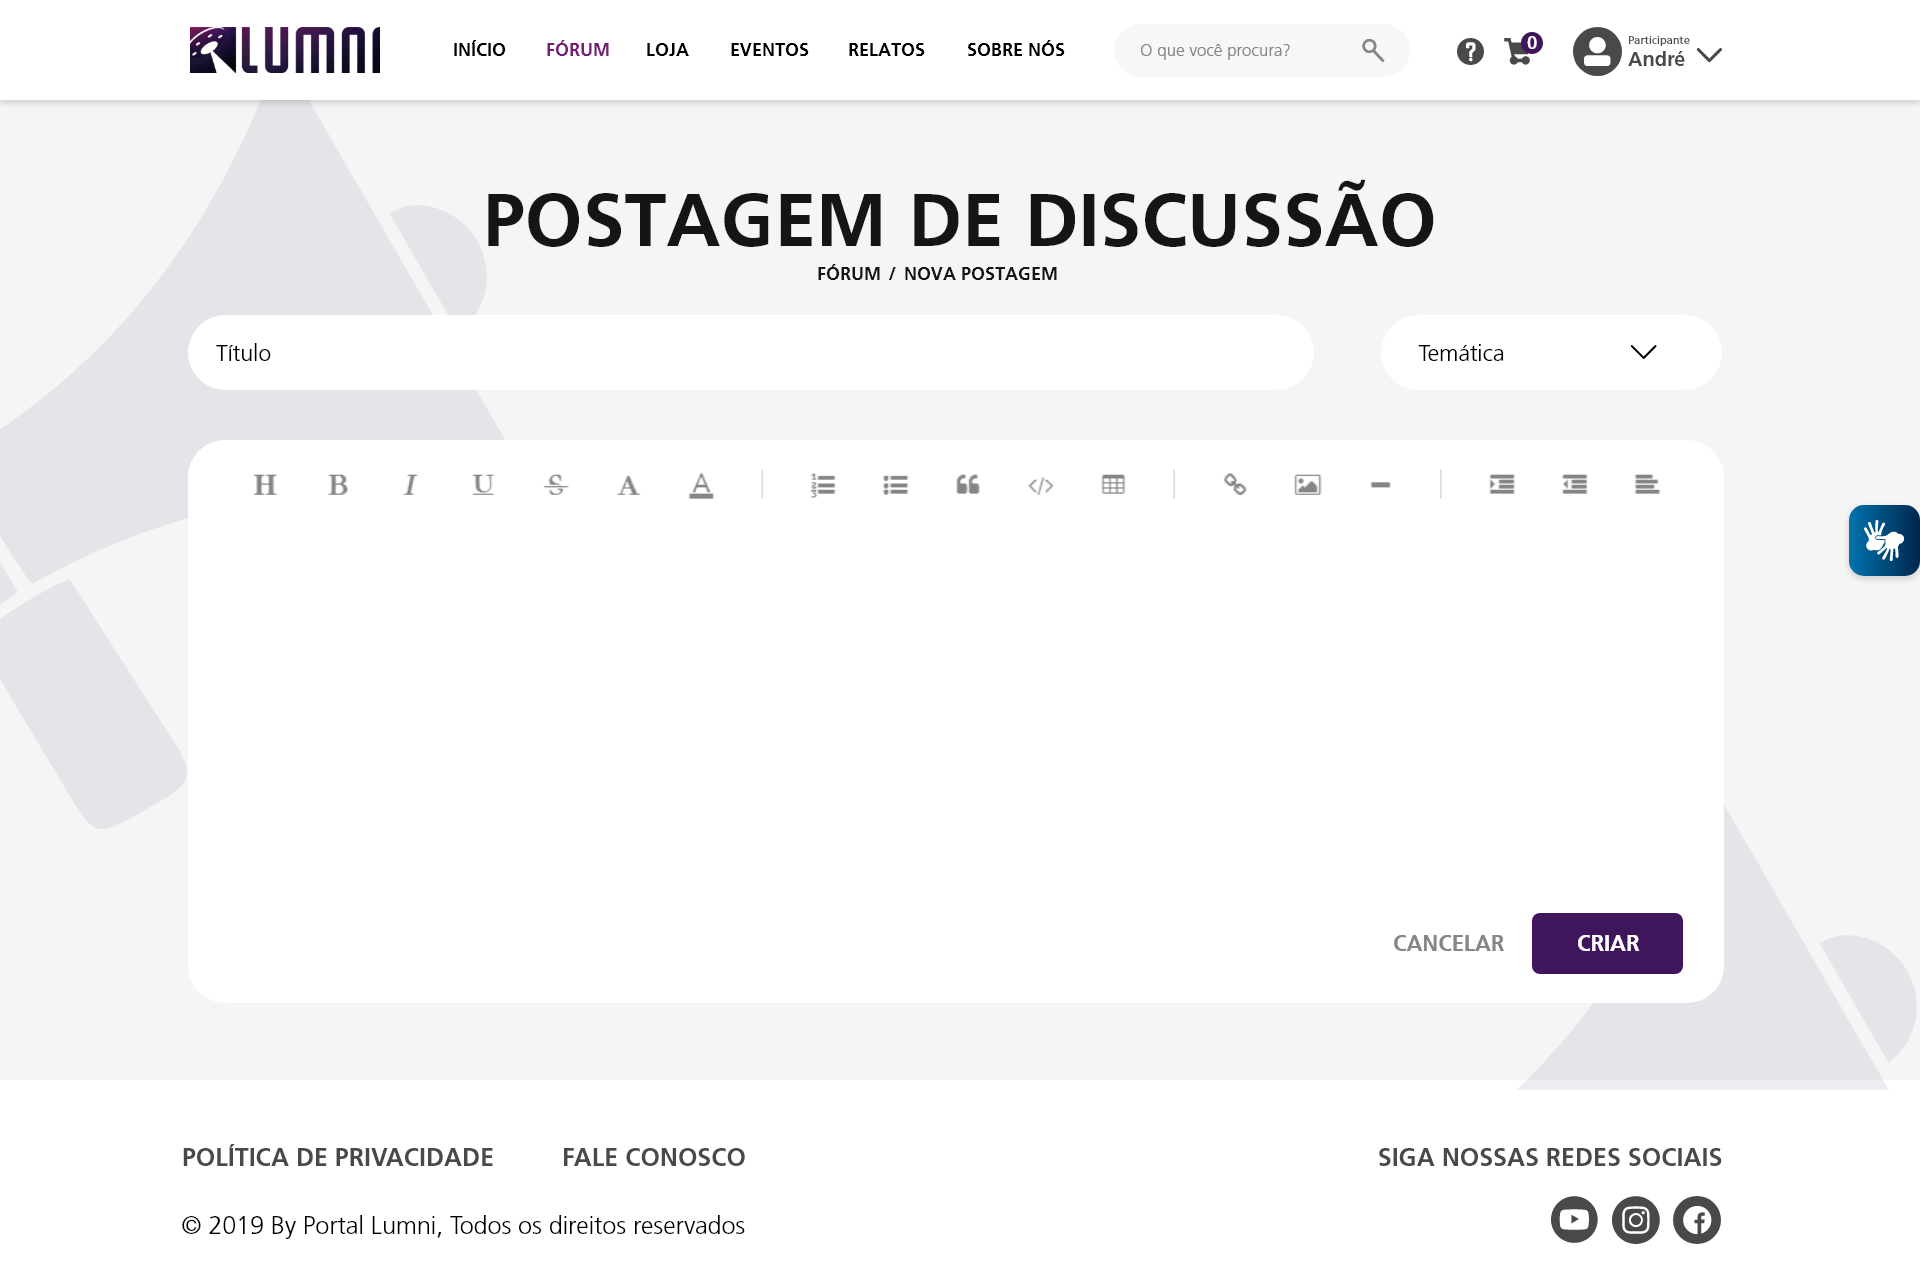 LUMNI
INÍCIO
FÓRUM
LOJA
EVENTOS
RELATOS
SOBRE NÓS
O que você procura?
0
Participante
André
POSTAGEM DE DISCUSSÃO
FÓRUM / NOVA POSTAGEM
Título
Temática
CANCELAR
CRIAR
POLÍTICA DE PRIVACIDADE
FALE CONOSCO
SIGA NOSSAS REDES SOCIAIS
© 2019 By Portal Lumni, Todos os direitos reservados